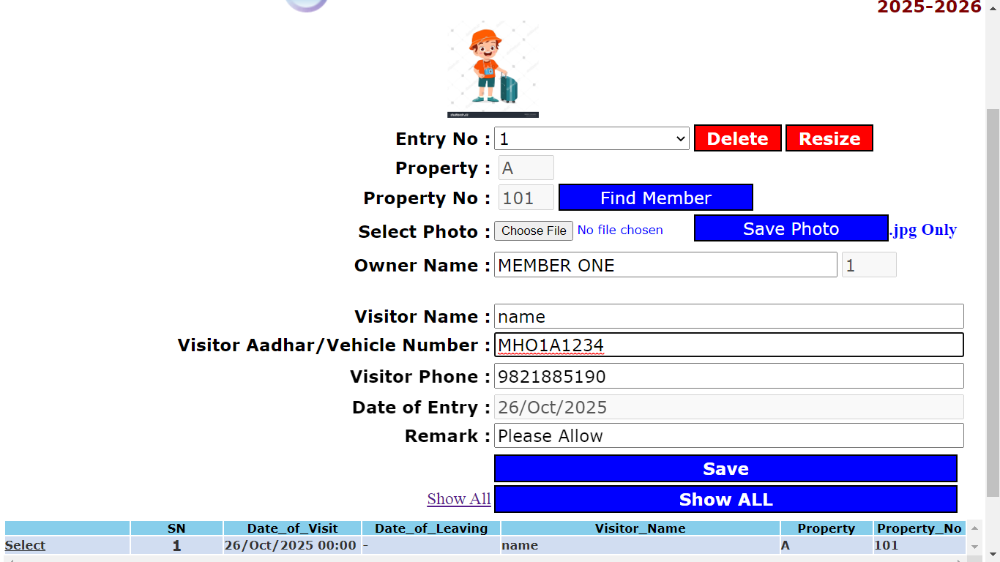 2025-2026
shutterstock
Entry No : 1 Delete Resize
Property : A
Property No : 101 Find Member
Select Photo : Choose File No file chosen Save Photo .jpg Only
Owner Name : MEMBER ONE 1
Visitor Name : name
Visitor Aadhar/Vehicle Number : MHO1A1234
Visitor Phone : 9821885190
Date of Entry : 26/Oct/2025
Remark : Please Allow
Save
Show All Show ALL
SN Date_of_Visit Date_of_Leaving Visitor_Name Property Property_No
Select 1 26/Oct/2025 00:00 - name A 101